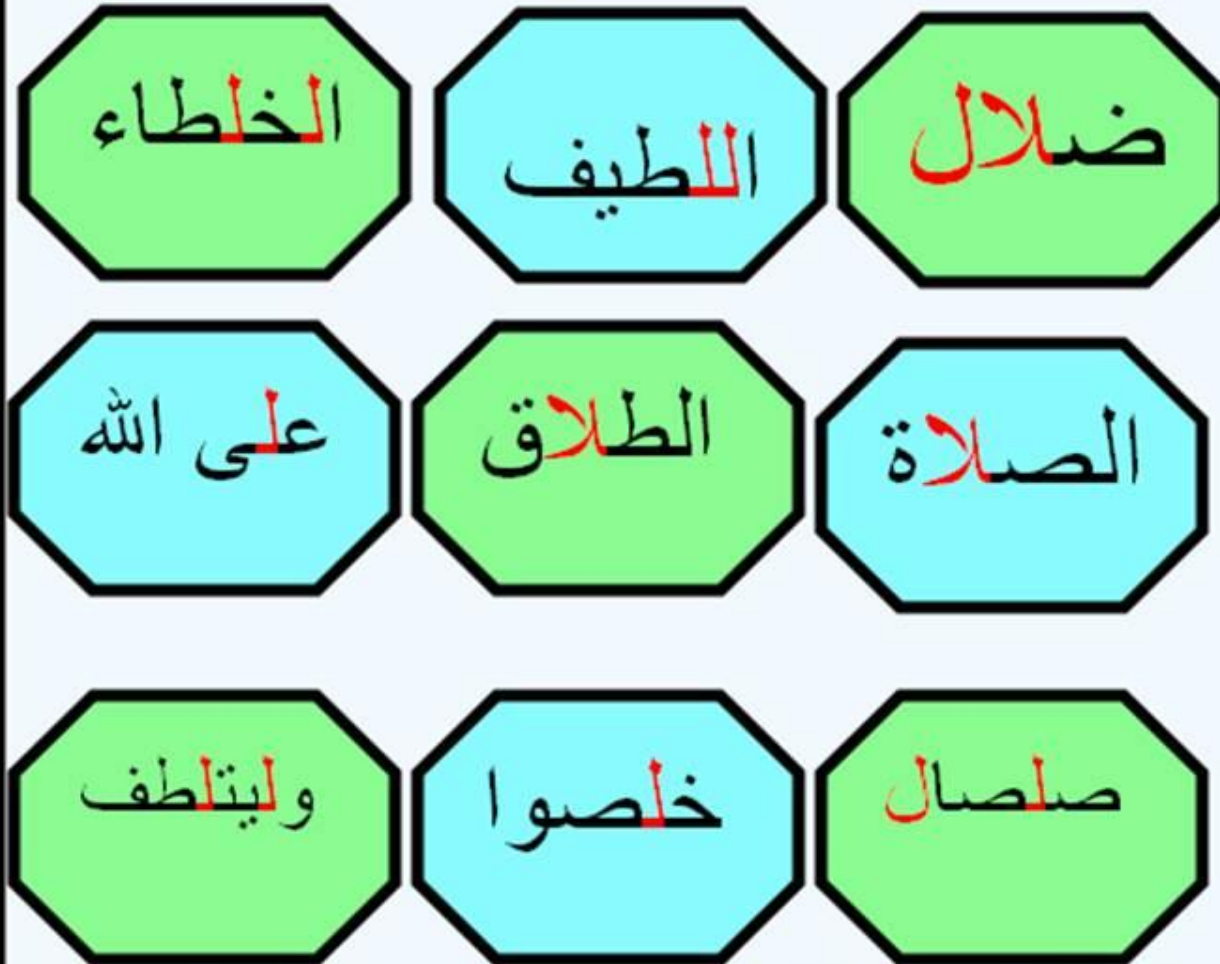 ضلال
اللطيف
الخلطاء
الصلاة
الطلاق
على الله
صلصال
خلصوا
وليتلطف